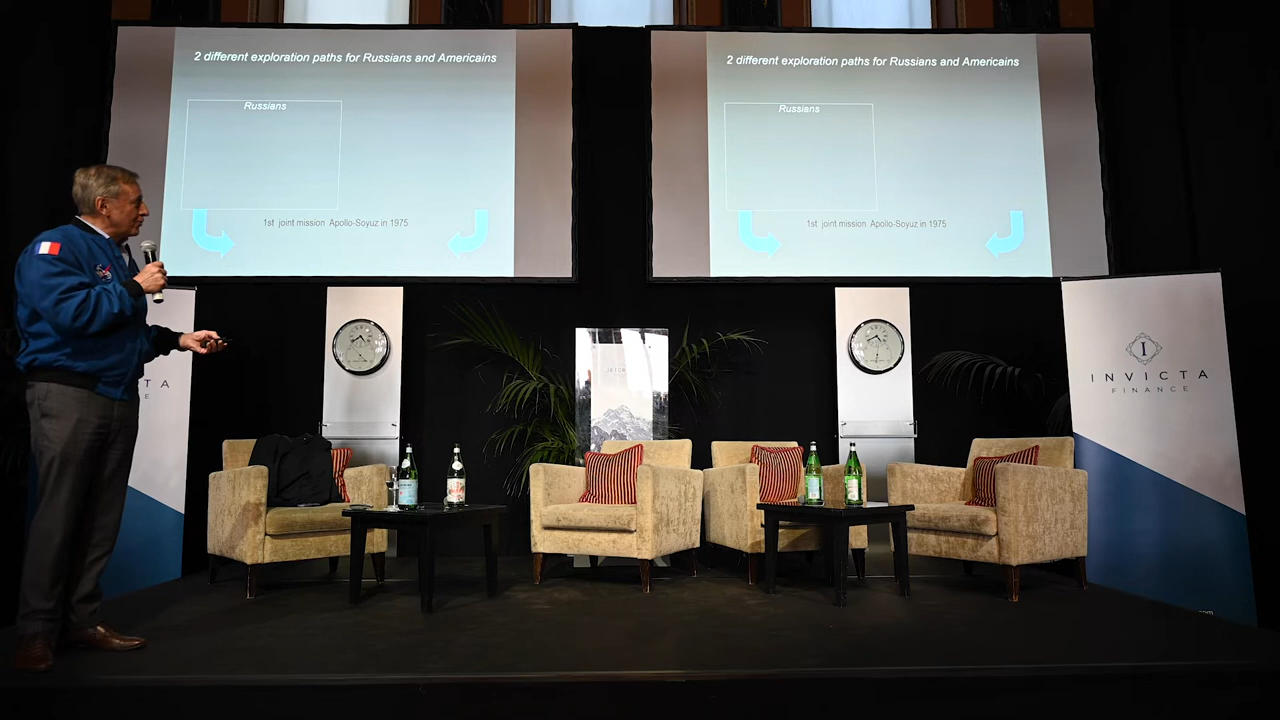 2 different exploration paths for Russians and Americains
Russians
1st joint mission Apollo-Soyuz in 1975
2 different exploration paths for Russians and Americains
Russians
1st joint mission Apollo-Soyuz in 1975
I
INVICTA
FINANCE
CTA
E